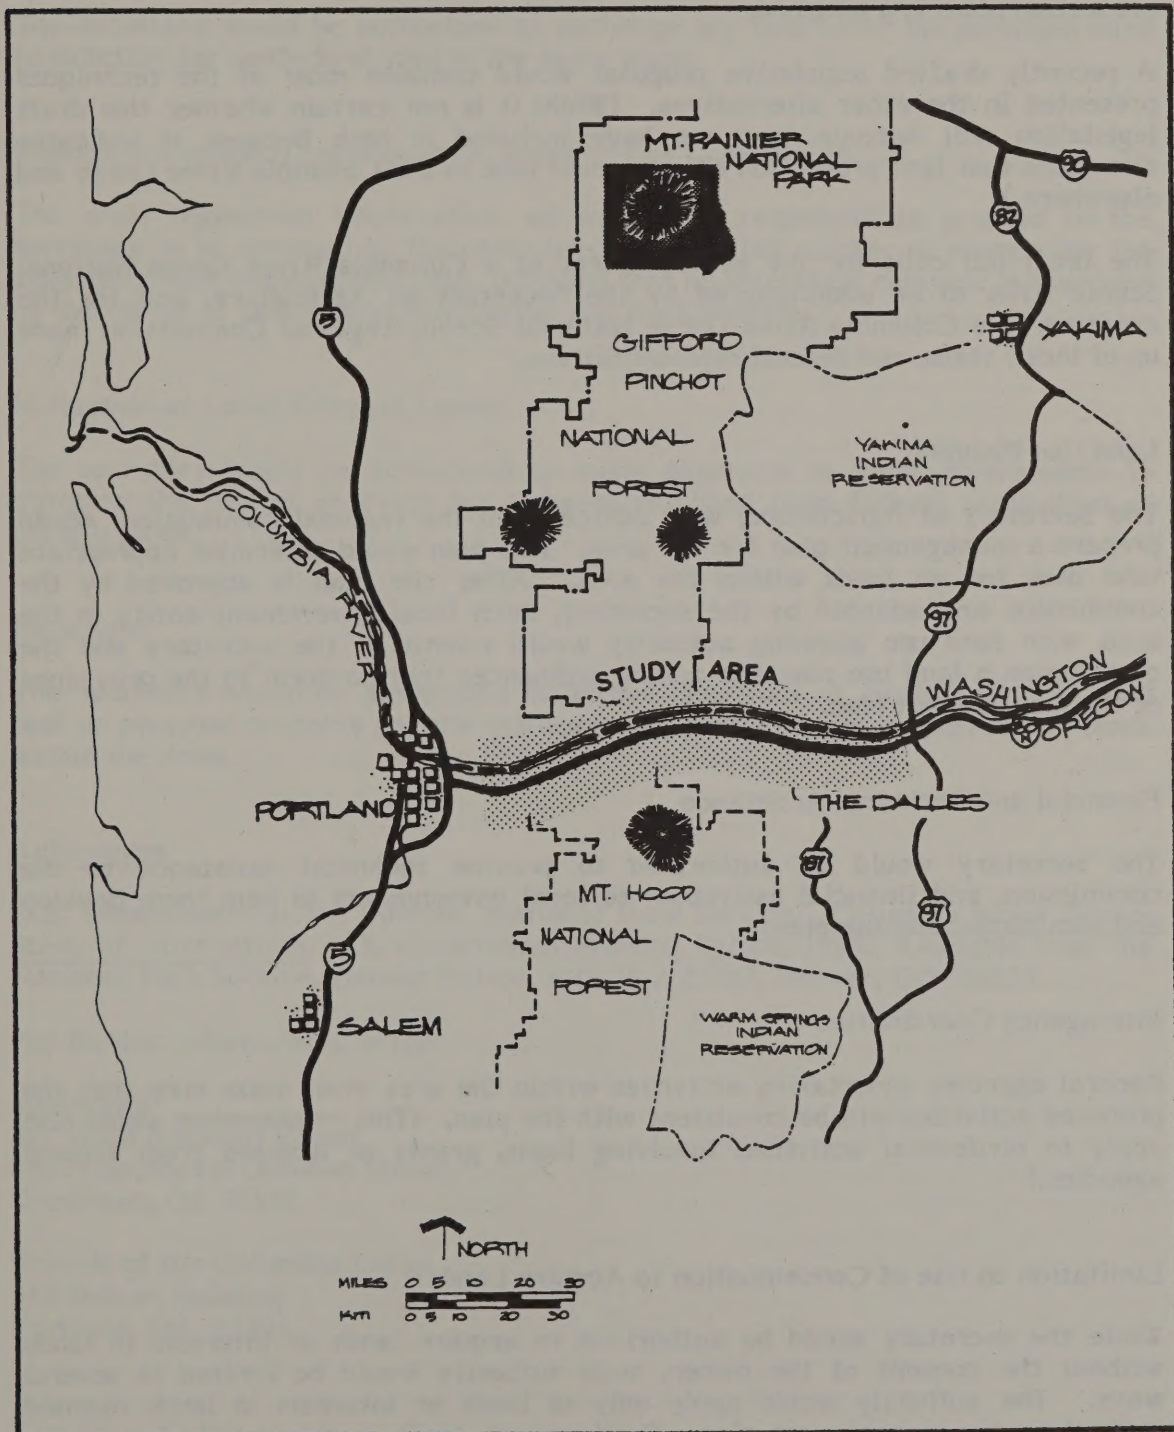 MT. RAINIER
NATIONAL
PARK
90
82
5
YAKIMA
GIFFORD
PINCHOT
NATIONAL
FOREST
YAKIMA
INDIAN
RESERVATION
COLUMBIA RIVER
97
STUDY AREA
WASHINGTON
OREGON
PORTLAND
THE DALLES
197
97
MT. HOOD
NATIONAL
FOREST
5
SALEM
WARM SPRINGS
INDIAN
RESERVATION
NORTH
MILES 0 5 10 20 30
Km 0 5 10 20 30